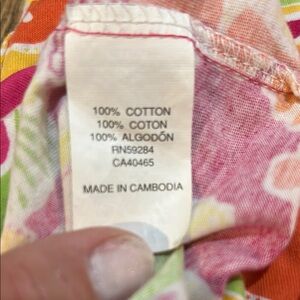 100% COTTON
100% COTON
100% ALGODÓN
RN59284
CA40465
MADE IN CAMBODIA